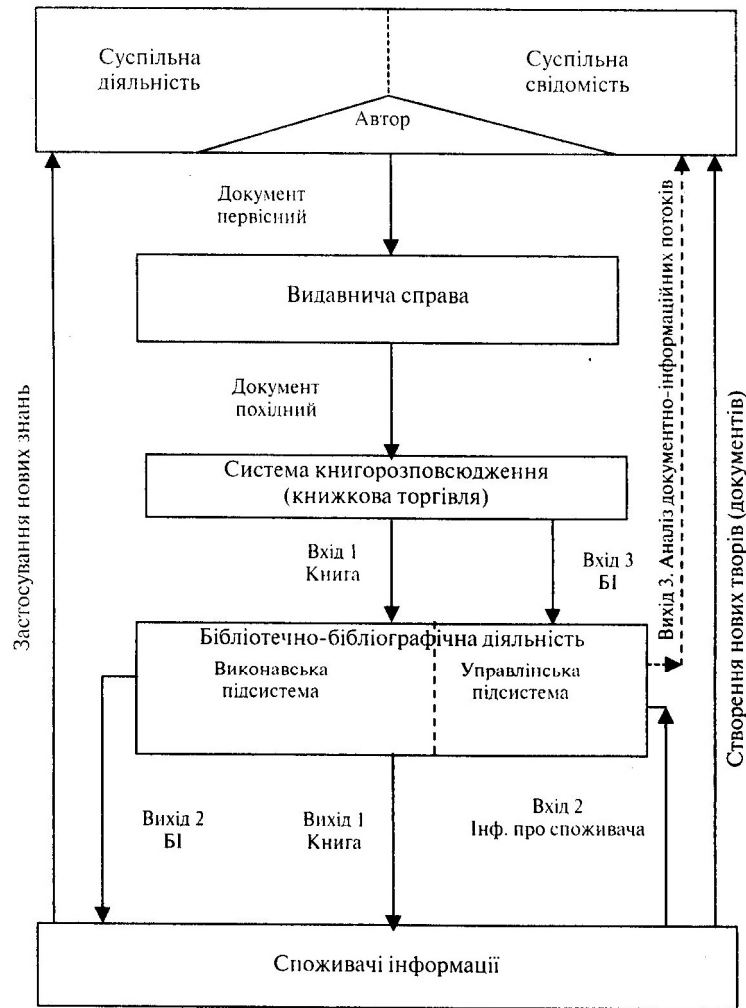 Суспільна
діяльність
Суспільна
свідомість
Автор
Документ
первісний
Видавнича справа
Документ
похідний
Система книгорозповсюдження
(книжкова торгівля)
Вхід 1
Книга
Вхід 3
БІ
Бібліотечно-бібліографічна діяльність
Виконавська
підсистема
Управлінська
підсистема
Вихід 2
БІ
Вихід 1
Книга
Вхід 2
Інф. про споживача
Споживачі інформації
Застосування нових знань
Вихід 3. Аналіз документно-інформаційних потоків
Створення нових творів (документів)